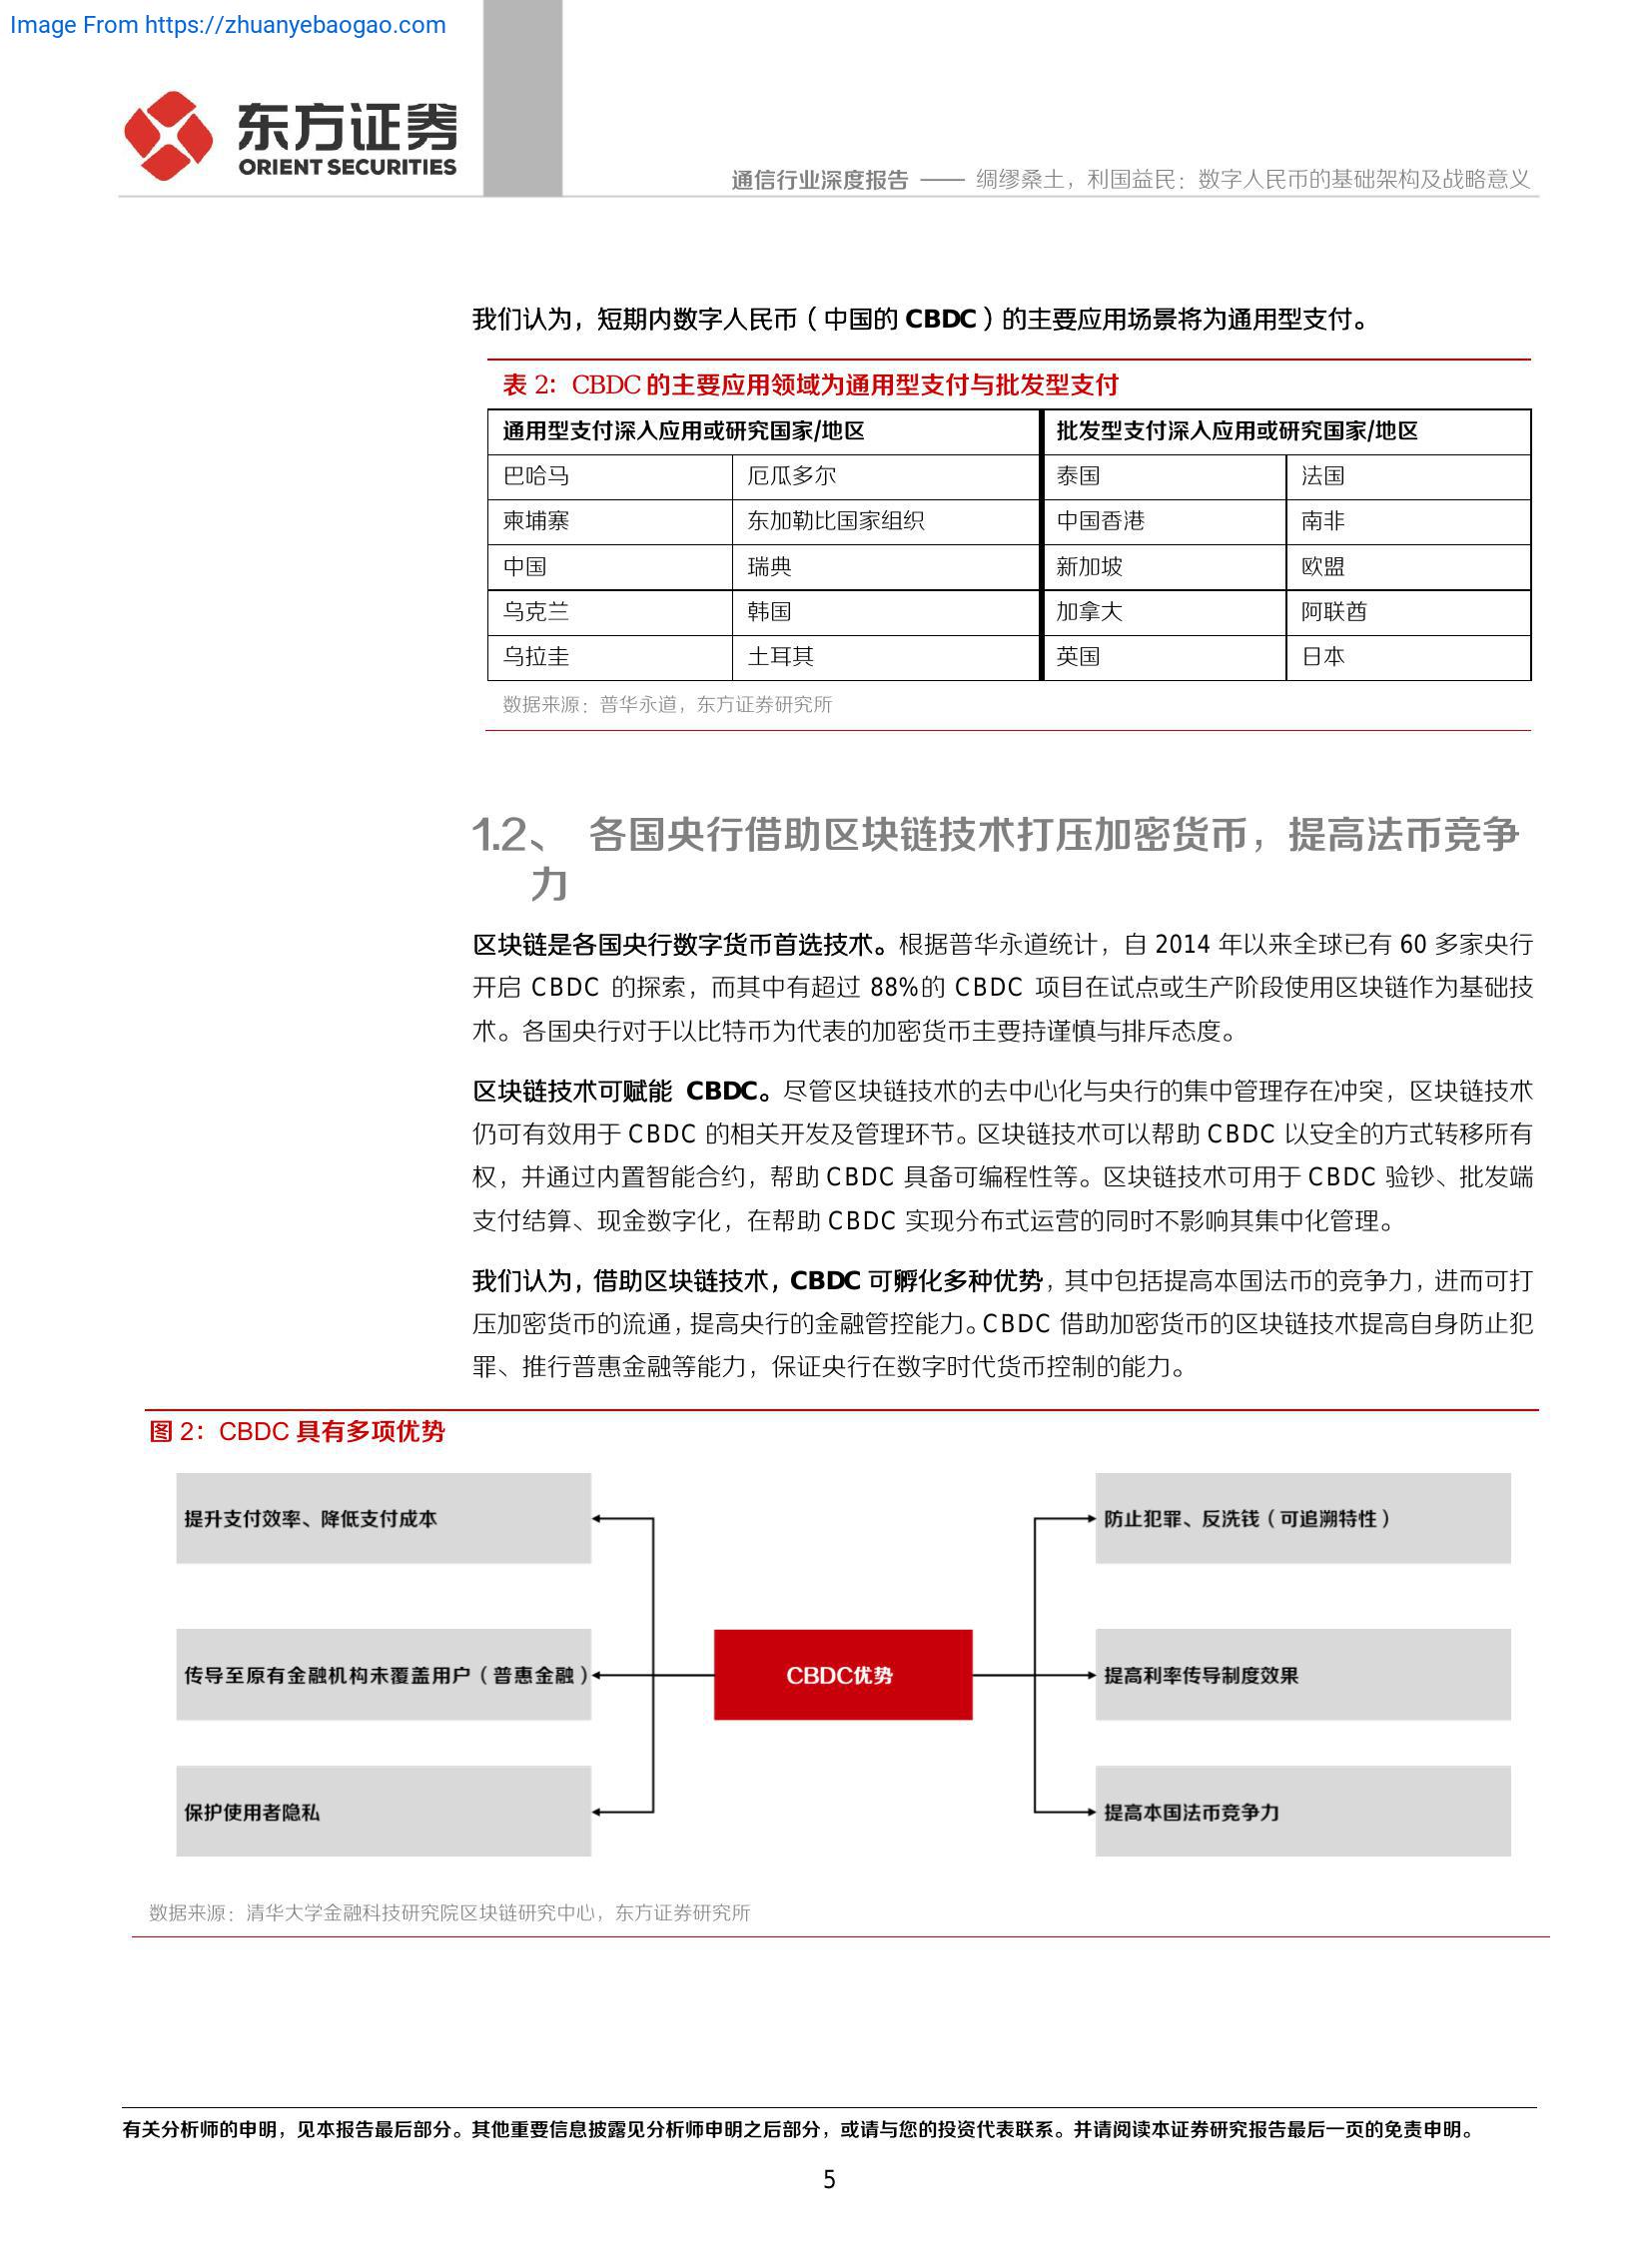 Image From https://zhuanyebaogao.com
东方证券
ORIENT SECURITIES
通信行业深度报告 —— 绸缪桑土，利国益民：数字人民币的基础架构及战略意义
我们认为，短期内数字人民币（中国的 CBDC）的主要应用场景将为通用型支付。
表 2：CBDC 的主要应用领域为通用型支付与批发型支付
通用型支付深入应用或研究国家/地区 批发型支付深入应用或研究国家/地区
巴哈马 厄瓜多尔 泰国 法国
柬埔寨 东加勒比国家组织 中国香港 南非
中国 瑞典 新加坡 欧盟
乌克兰 韩国 加拿大 阿联酋
乌拉圭 土耳其 英国 日本
数据来源：普华永道，东方证券研究所
1.2、 各国央行借助区块链技术打压加密货币，提高法币竞争
力
区块链是各国央行数字货币首选技术。根据普华永道统计，自 2014 年以来全球已有 60 多家央行
开启 CBDC 的探索，而其中有超过 88%的 CBDC 项目在试点或生产阶段使用区块链作为基础技
术。各国央行对于以比特币为代表的加密货币主要持谨慎与排斥态度。
区块链技术可赋能 CBDC。尽管区块链技术的去中心化与央行的集中管理存在冲突，区块链技术
仍可有效用于 CBDC 的相关开发及管理环节。区块链技术可以帮助 CBDC 以安全的方式转移所有
权，并通过内置智能合约，帮助 CBDC 具备可编程性等。区块链技术可用于 CBDC 验钞、批发端
支付结算、现金数字化，在帮助 CBDC 实现分布式运营的同时不影响其集中化管理。
我们认为，借助区块链技术，CBDC 可孵化多种优势，其中包括提高本国法币的竞争力，进而可打
压加密货币的流通，提高央行的金融管控能力。CBDC 借助加密货币的区块链技术提高自身防止犯
罪、推行普惠金融等能力，保证央行在数字时代货币控制的能力。
图 2：CBDC 具有多项优势
提升支付效率、降低支付成本
防止犯罪、反洗钱（可追溯特性）
传导至原有金融机构未覆盖用户（普惠金融）
CBDC优势
提高利率传导制度效果
保护使用者隐私
提高本国法币竞争力
数据来源：清华大学金融科技研究院区块链研究中心，东方证券研究所
有关分析师的申明，见本报告最后部分。其他重要信息披露见分析师申明之后部分，或请与您的投资代表联系。并请阅读本证券研究报告最后一页的免责申明。
5